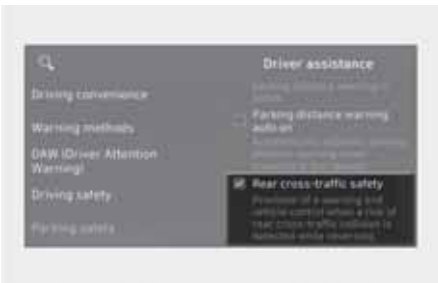 Driver assistance
Driving convenience
Warning methods
DAW (Driver Attention
Warning)
Driving safety
Parking safety
Parking distance warning
auto on
Rear cross-traffic safety
Provision of a warning and
vehicle control when a risk of
rear cross-traffic collision is
detected while reversing.